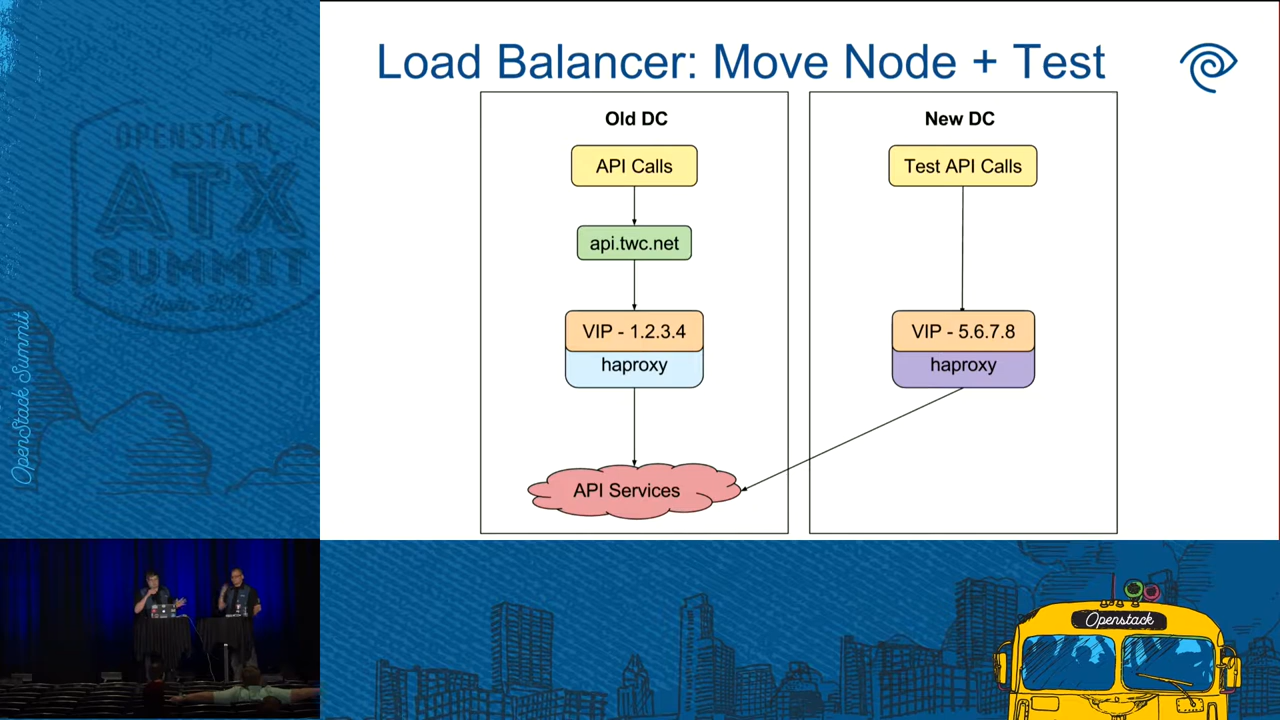 Load Balancer: Move Node + Test
Old DC
API Calls
api.twc.net
VIP - 1.2.3.4
haproxy
API Services
New DC
Test API Calls
VIP - 5.6.7.8
haproxy
OPENSTACK
ATX
SUMMIT
Austin 2016
OpenStack Summit
Openstack